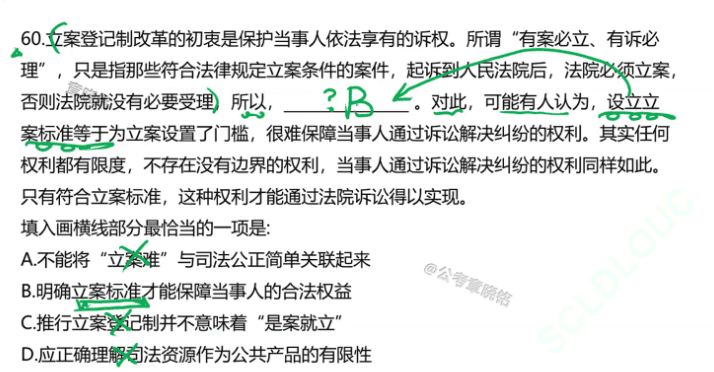 60.立案登记制改革的初衷是保护当事人依法享有的诉权。所谓“有案必立、有诉必
理”，只是指那些符合法律规定立案条件的案件，起诉到人民法院后，法院必须立案，
否则法院就没有必要受理。所以，____________？B。对此，可能有人认为，设立立
案标准等于为立案设置了门槛，很难保障当事人通过诉讼解决纠纷的权利。其实任何
权利都有限度，不存在没有边界的权利，当事人通过诉讼解决纠纷的权利同样如此。
只有符合立案标准，这种权利才能通过法院诉讼得以实现。
填入画横线部分最恰当的一项是:
A.不能将“立案难”与司法公正简单关联起来
B.明确立案标准才能保障当事人的合法权益
@公考章晓铭
C.推行立案登记制并不意味着“是案就立”
D.应正确理解司法资源作为公共产品的有限性
SCLDLOUC